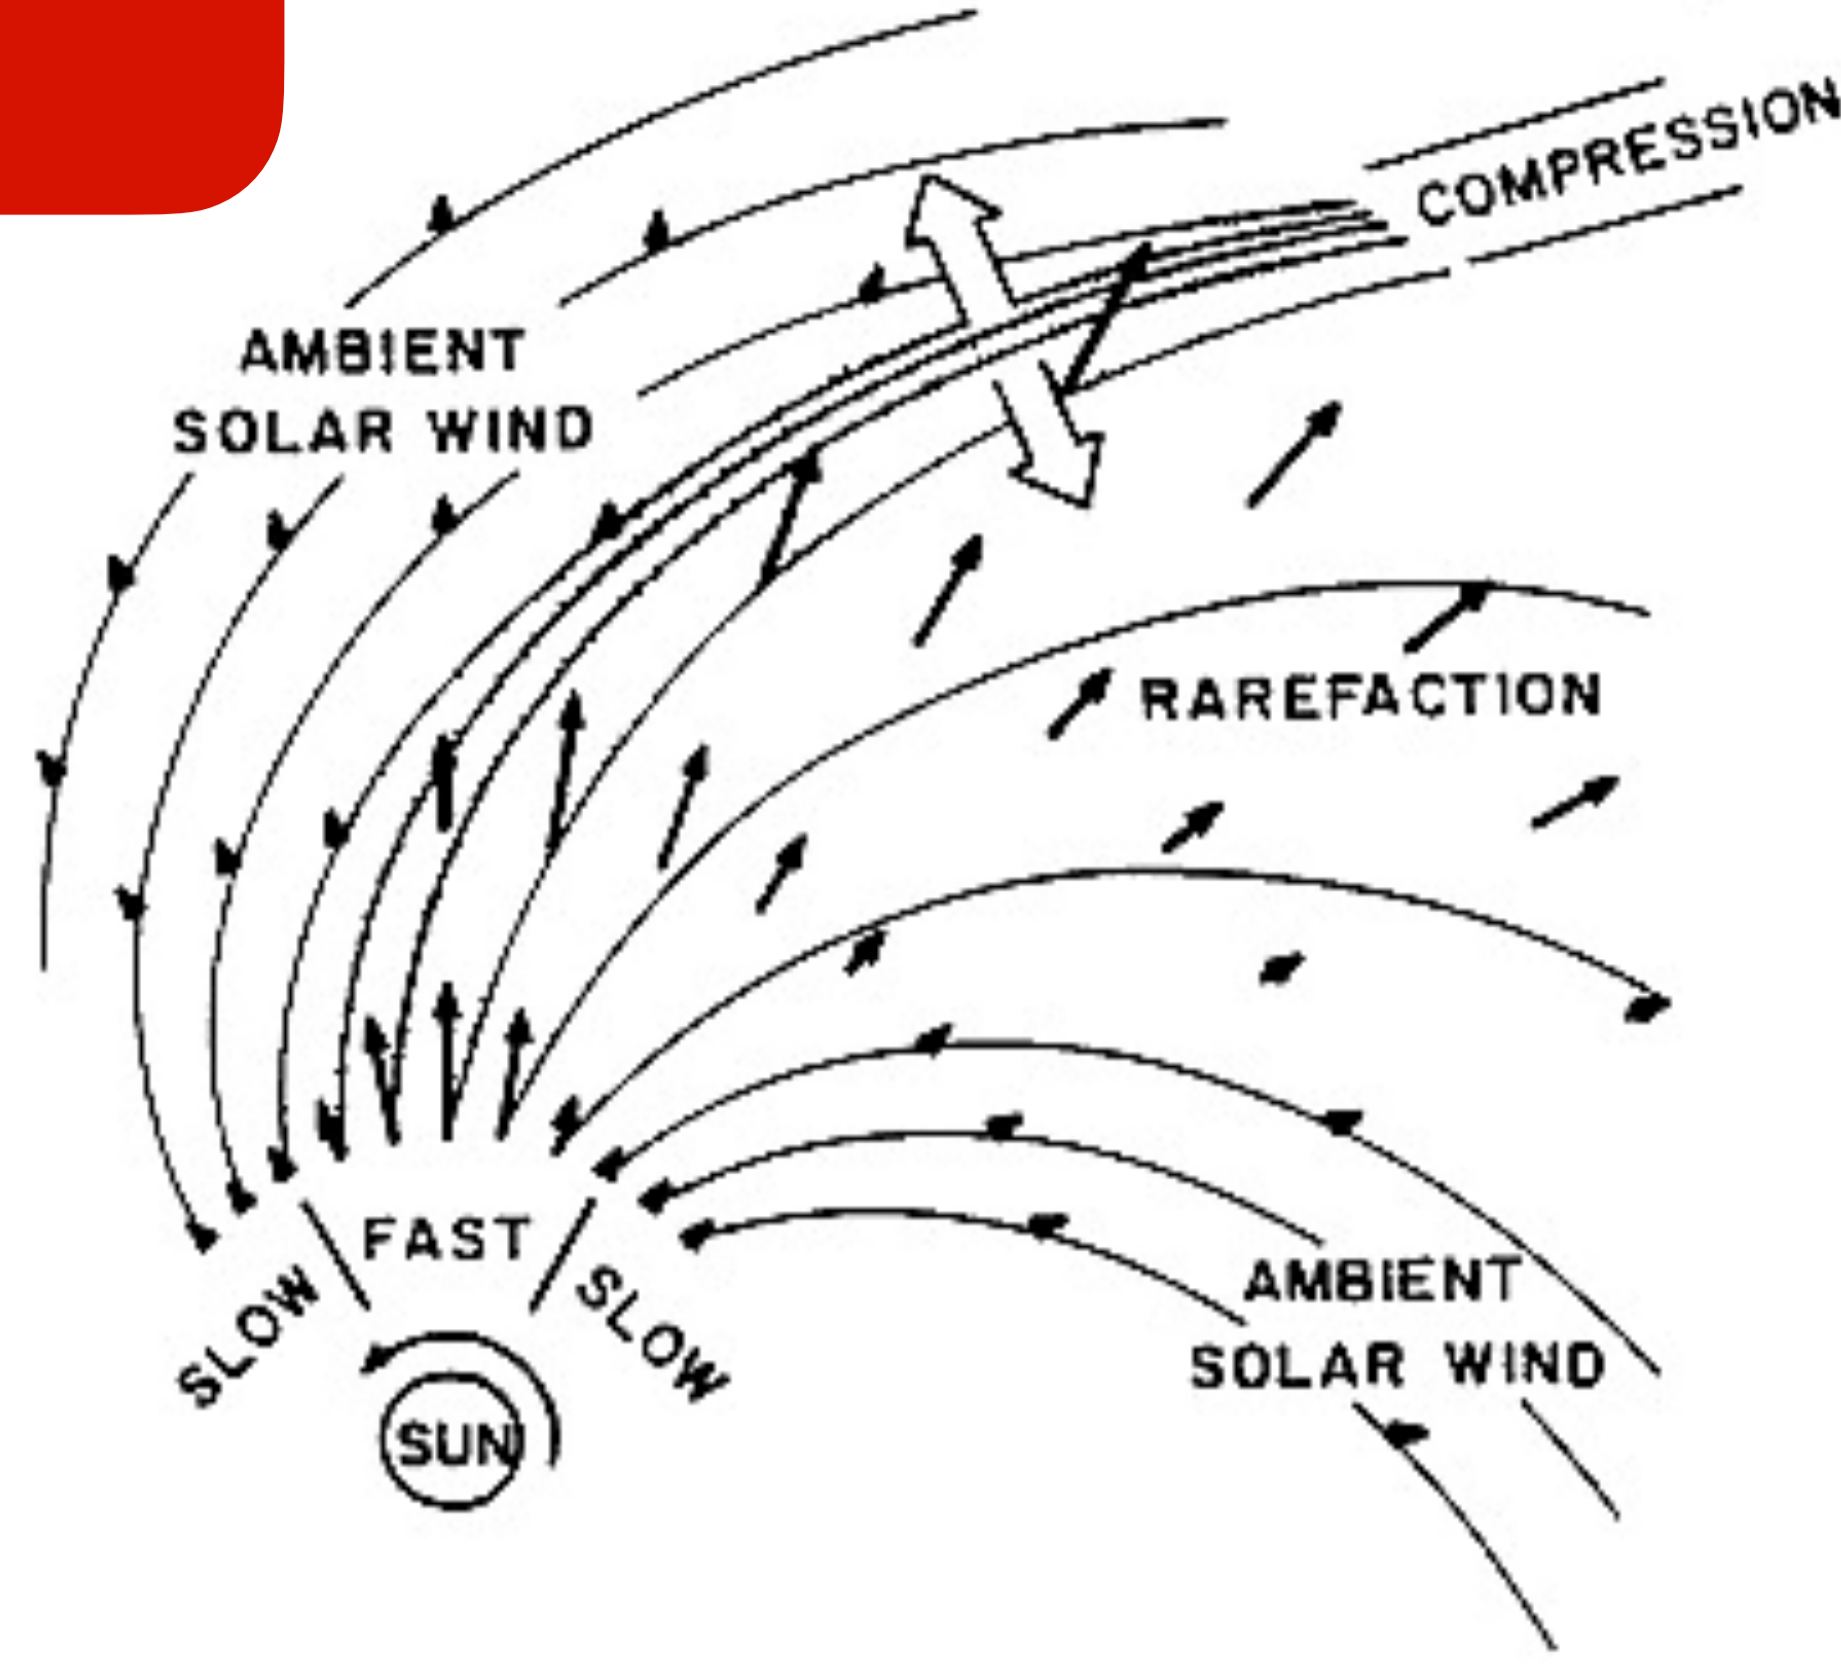 COMPRESSION
AMBIENT
SOLAR WIND
RAREFACTION
FAST
SLOW
SLOW
AMBIENT
SOLAR WIND
SUN